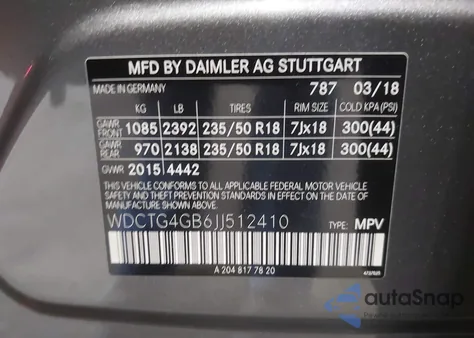 MFD BY DAIMLER AG STUTTGART
MADE IN GERMANY 787 03/18
KG LB TIRES RIM SIZE COLD KPA(PSI)
GAWR FRONT 1085 2392 235/50 R18 7Jx18 300(44)
GAWR REAR 970 2138 235/50 R18 7Jx18 300(44)
GVWR 2015 4442
THIS VEHICLE CONFORMS TO ALL APPLICABLE FEDERAL MOTOR VEHICLE
SAFETY, BUMPER, AND THEFT PREVENTION STANDARDS IN EFFECT ON THE
DATE OF MANUFACTURE SHOWN ABOVE.
WDCTG4GB6JJ512410 TYPE: MPV
A 204 817 78 20
autoSnap